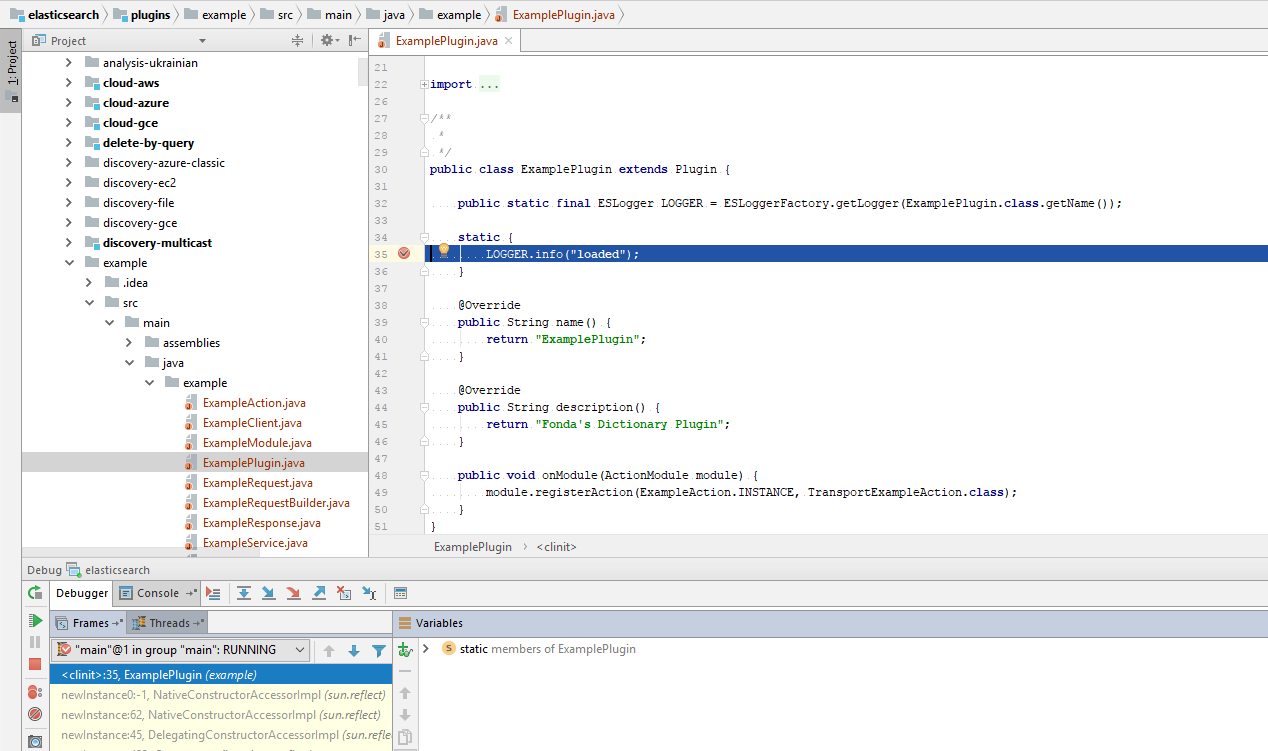 elasticsearch plugins example src main java example ExamplePlugin.java
1: Project
Project
ExamplePlugin.java
analysis-ukrainian
cloud-aws
cloud-azure
cloud-gce
delete-by-query
discovery-azure-classic
discovery-ec2
discovery-file
discovery-gce
discovery-multicast
example
.idea
src
main
assemblies
java
example
ExampleAction.java
ExampleClient.java
ExampleModule.java
ExamplePlugin.java
ExampleRequest.java
ExampleRequestBuilder.java
ExampleResponse.java
ExampleService.java
21
22 import ...
26
27 /**
28 *
29 */
30 public class ExamplePlugin extends Plugin {
31
32 public static final ESLogger LOGGER = ESLoggerFactory.getLogger(ExamplePlugin.class.getName());
33
34 static {
35 LOGGER.info("loaded");
36 }
37
38 @Override
39 public String name() {
40 return "ExamplePlugin";
41 }
42
43 @Override
44 public String description() {
45 return "Fonda's Dictionary Plugin";
46 }
47
48 public void onModule(ActionModule module) {
49 module.registerAction(ExampleAction.INSTANCE, TransportExampleAction.class);
50 }
51 }
ExamplePlugin <clinit>
Debug elasticsearch
Debugger Console
Frames Threads
Variables
"main"@1 in group "main": RUNNING
static members of ExamplePlugin
<clinit>:35, ExamplePlugin (example)
newInstance0:-1, NativeConstructorAccessorImpl (sun.reflect)
newInstance:62, NativeConstructorAccessorImpl (sun.reflect)
newInstance:45, DelegatingConstructorAccessorImpl (sun.refle